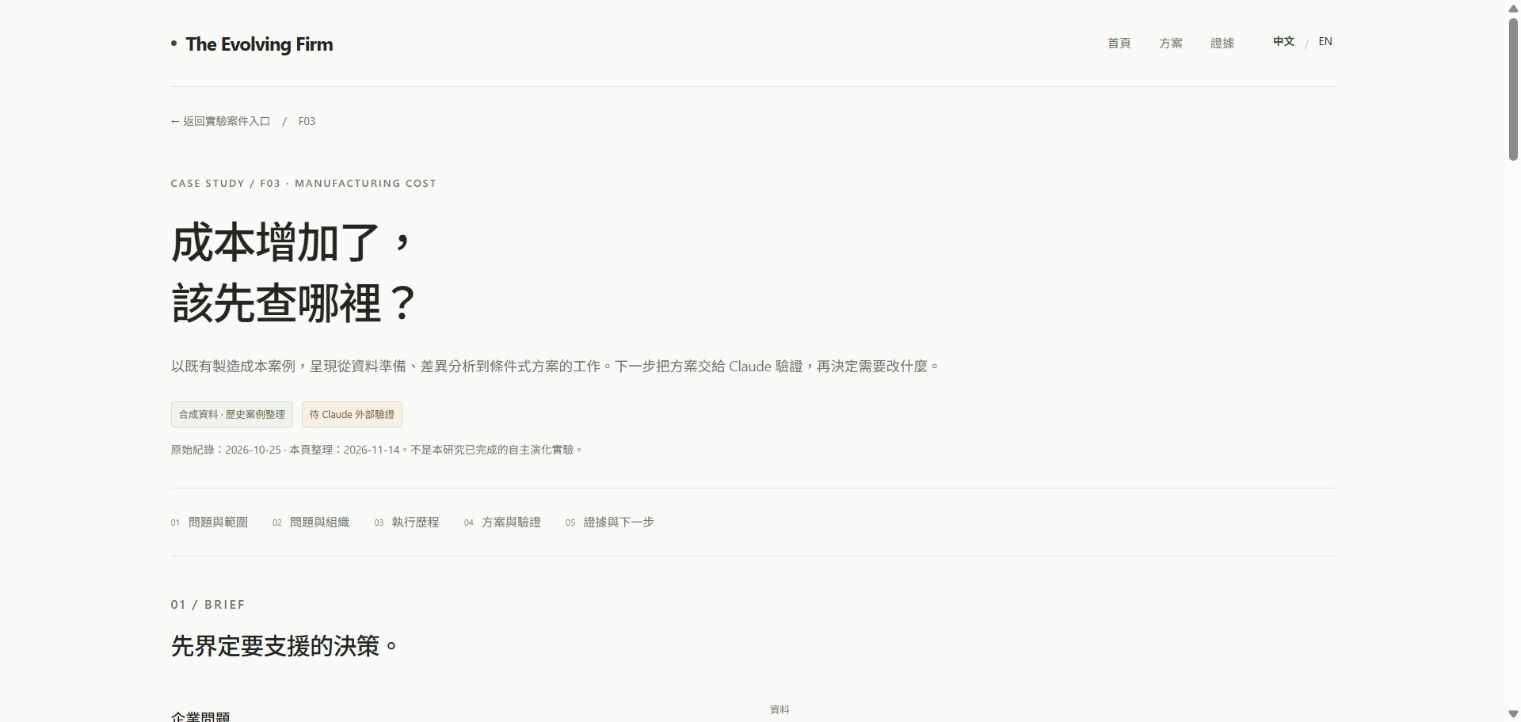 The Evolving Firm
首頁 方案 證據 中文 / EN
← 返回實驗案件入口 / F03
CASE STUDY / F03 · MANUFACTURING COST
成本增加了，
該先查哪裡？
以既有製造成本案例，呈現從資料準備、差異分析到條件式方案的工作。下一步把方案交給 Claude 驗證，再決定需要改什麼。
合成資料 · 歷史案例整理 待 Claude 外部驗證
原始紀錄：2026-10-25 · 本頁整理：2026-11-14。不是本研究已完成的自主演化實驗。
01 問題與範圍 02 問題與組織 03 執行歷程 04 方案與驗證 05 證據與下一步
01 / BRIEF
先界定要支援的決策。
企業問題
資料